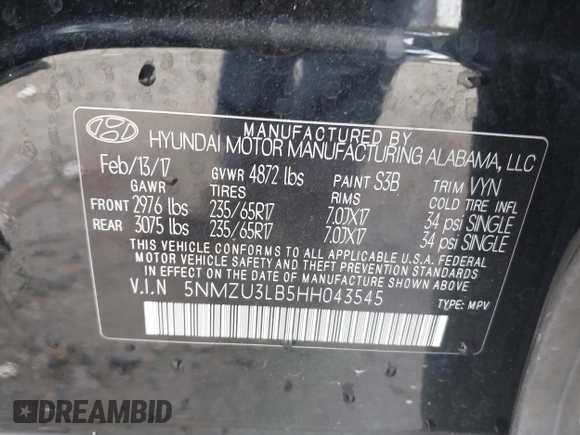 MANUFACTURED BY
HYUNDAI MOTOR MANUFACTURING ALABAMA, LLC
Feb/13/17 GVWR 4872 lbs PAINT S3B TRIM VYN
GAWR TIRES RIMS COLD TIRE INFL
FRONT 2976 lbs 235/65R17 7.0JX17 34 psi SINGLE
REAR 3075 lbs 235/65R17 7.0JX17 34 psi SINGLE
THIS VEHICLE CONFORMS TO ALL APPLICABLE U.S.A. FEDERAL
MOTOR VEHICLE SAFETY STANDARDS IN EFFECT ON THE
DATE OF MANUFACTURE SHOWN ABOVE.
V.I.N 5NMZU3LB5HH043545 TYPE: MPV
DREAMBID